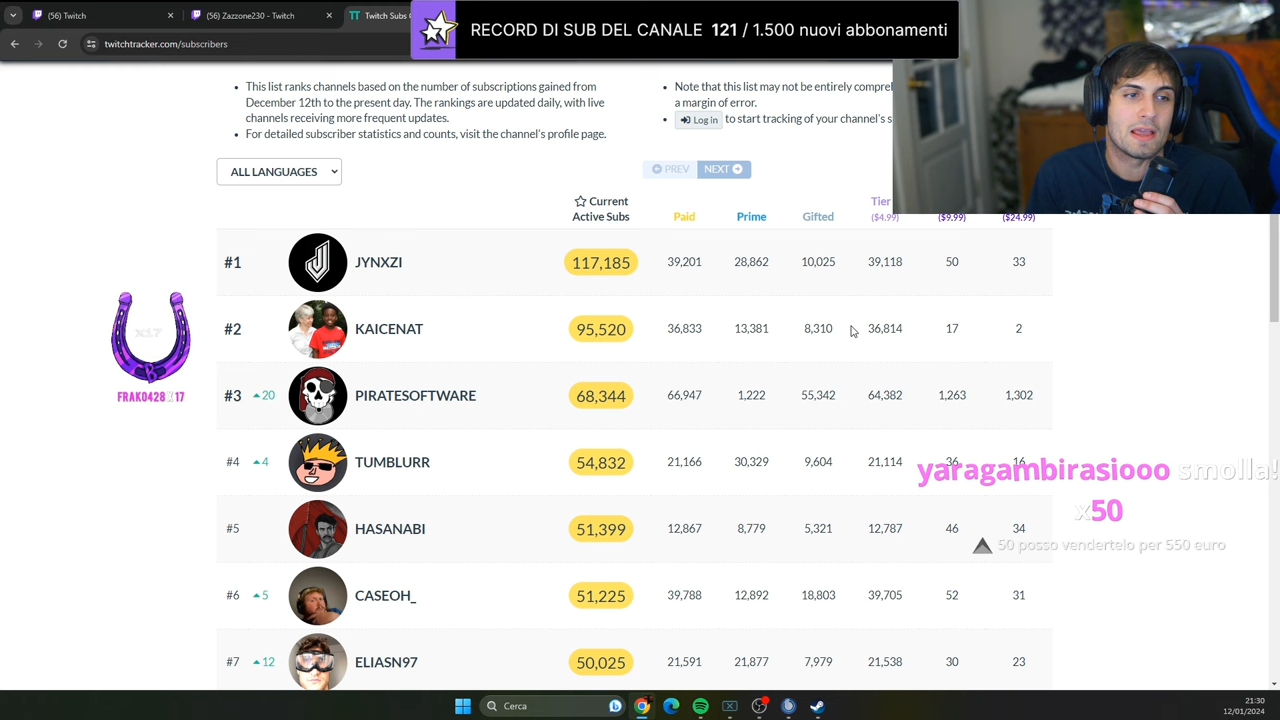 (56) Twitch
(56) Zazzone230 - Twitch
Twitch Subs
twitchtracker.com/subscribers
RECORD DI SUB DEL CANALE 121 / 1.500 nuovi abbonamenti
This list ranks channels based on the number of subscriptions gained from
December 12th to the present day. The rankings are updated daily, with live
channels receiving more frequent updates.
For detailed subscriber statistics and counts, visit the channel's profile page.
Note that this list may not be entirely
a margin of error.
Log in to start tracking of your channel's
ALL LANGUAGES
PREV NEXT
Current
Active Subs Paid Prime Gifted Tier
($4.99) ($9.99) ($24.99)
#1 JYNXZI 117,185 39,201 28,862 10,025 39,118 50 33
#2 KAICENAT 95,520 36,833 13,381 8,310 36,814 17 2
#3 20 PIRATESOFTWARE 68,344 66,947 1,222 55,342 64,382 1,263 1,302
#4 4 TUMBLURR 54,832 21,166 30,329 9,604 21,114 36 16
#5 HASANABI 51,399 12,867 8,779 5,321 12,787 46 34
#6 5 CASEOH_ 51,225 39,788 12,892 18,803 39,705 52 31
#7 12 ELIASN97 50,025 21,591 21,877 7,979 21,538 30 23
X17
FRAK0428 X17
yaragambirasiooo smolla!
x50
50 posso vendertelo per 550 euro
Cerca
21:30
12/01/2024